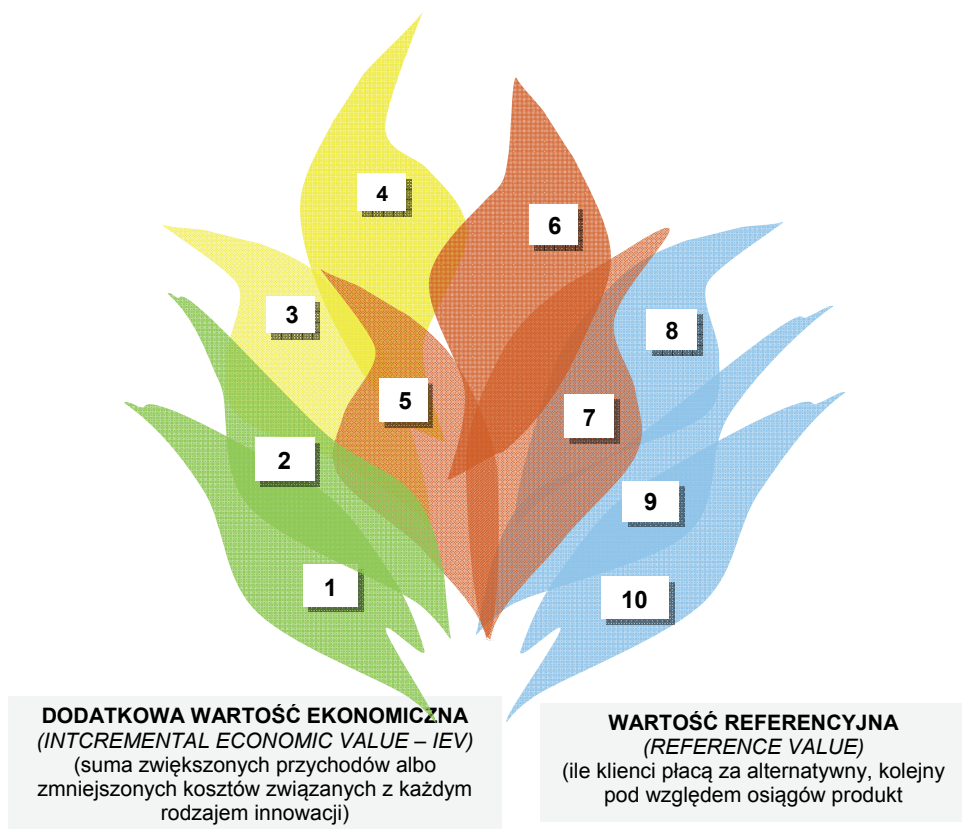 4
6
3
8
5
7
2
9
1
10
DODATKOWA WARTOŚĆ EKONOMICZNA
(INTCREMENTAL ECONOMIC VALUE – IEV)
(suma zwiększonych przychodów albo
zmniejszonych kosztów związanych z każdym
rodzajem innowacji)
WARTOŚĆ REFERENCYJNA
(REFERENCE VALUE)
(ile klienci płacą za alternatywny, kolejny
pod względem osiągów produkt